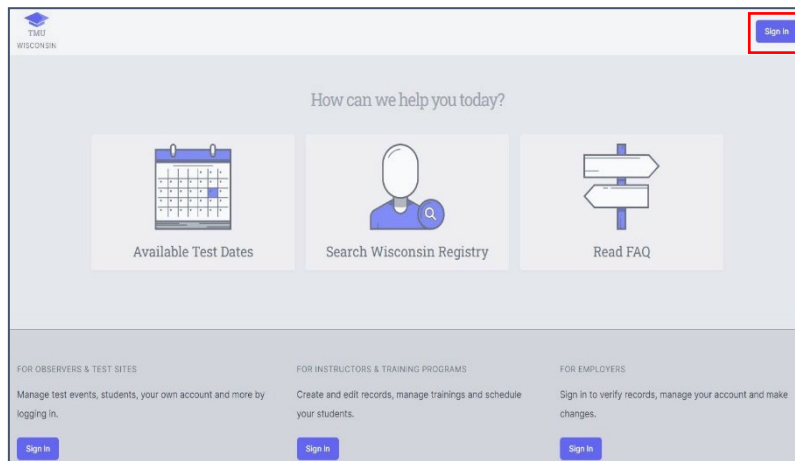 TMU
WISCONSIN
Sign In
How can we help you today?
Available Test Dates
Search Wisconsin Registry
Read FAQ
FOR OBSERVERS & TEST SITES
Manage test events, students, your own account and more by
logging in.
Sign In
FOR INSTRUCTORS & TRAINING PROGRAMS
Create and edit records, manage trainings and schedule
your students.
Sign In
FOR EMPLOYERS
Sign in to verify records, manage your account and make
changes.
Sign In